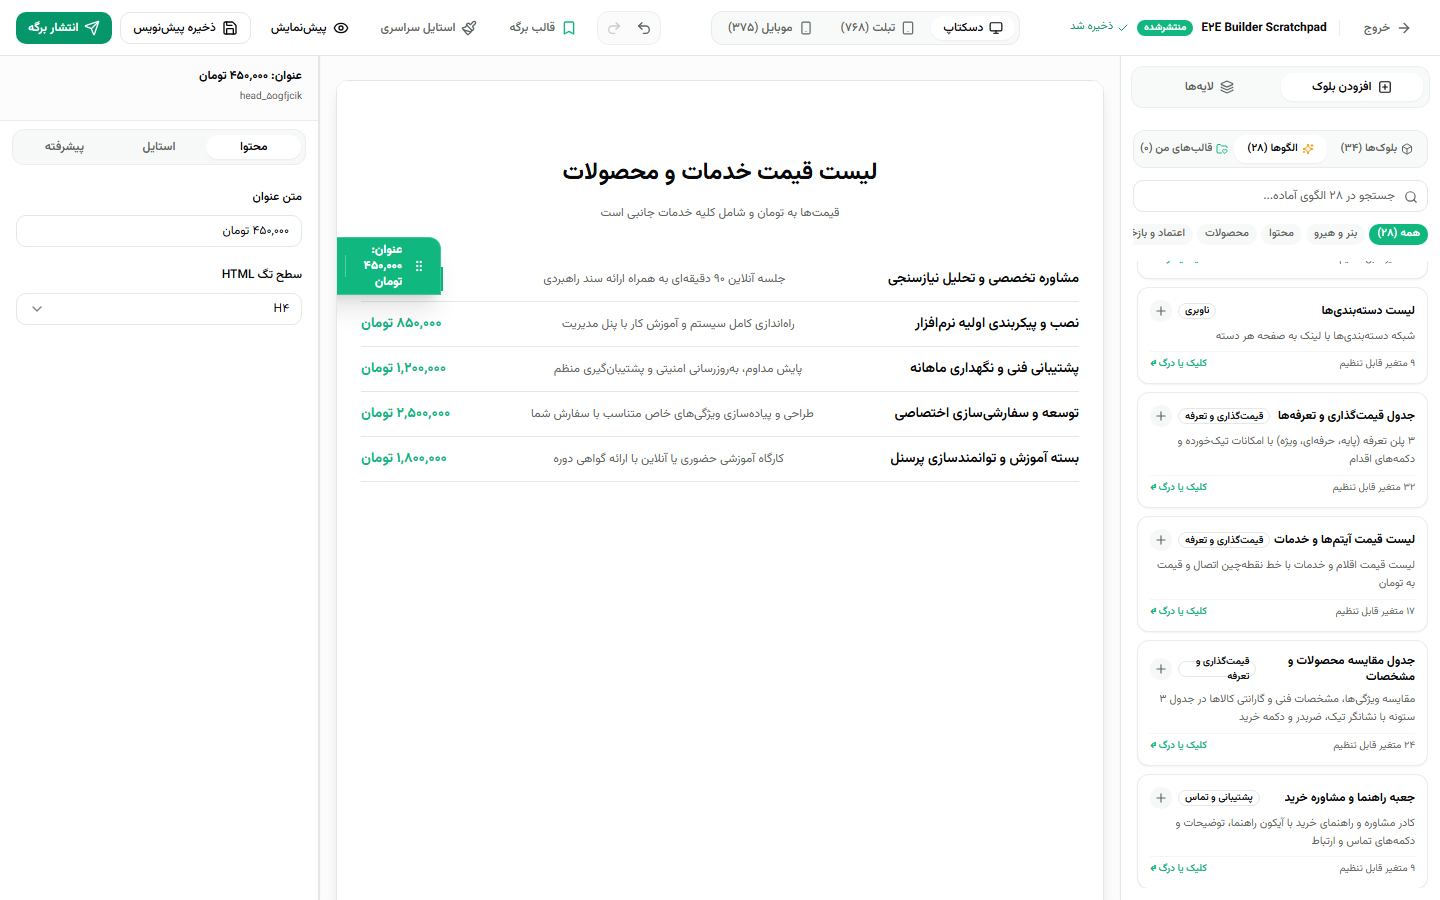 خروج
E۲E Builder Scratchpad
منتشرشده
ذخیره شد
دسکتاپ
تبلت (۷۶۸)
موبایل (۳۷۵)
قالب برگه
استایل سراسری
پیش‌نمایش
ذخیره پیش‌نویس
انتشار برگه
افزودن بلوک
لایه‌ها
بلوک‌ها (۳۴)
الگوها (۲۸)
قالب‌های من (۰)
جستجو در ۲۸ الگوی آماده...
همه (۲۸)
بنر و هیرو
محتوا
محصولات
اعتماد و بازخ
لیست دسته‌بندی‌ها
ناوبری
شبکه دسته‌بندی‌ها با لینک به صفحه هر دسته
۹ متغیر قابل تنظیم
کلیک یا درگ
جدول قیمت‌گذاری و تعرفه‌ها
قیمت‌گذاری و تعرفه
۳ پلن تعرفه (پایه، حرفه‌ای، ویژه) با امکانات تیک‌خورده و
دکمه‌های اقدام
۳۲ متغیر قابل تنظیم
کلیک یا درگ
لیست قیمت آیتم‌ها و خدمات
قیمت‌گذاری و تعرفه
لیست قیمت اقلام و خدمات با خط نقطه‌چین اتصال و قیمت
به تومان
۱۷ متغیر قابل تنظیم
کلیک یا درگ
جدول مقایسه محصولات و
مشخصات
قیمت‌گذاری و
تعرفه
مقایسه ویژگی‌ها، مشخصات فنی و گارانتی کالاها در جدول ۳
ستونه با نشانگر تیک، ضربدر و دکمه خرید
۲۴ متغیر قابل تنظیم
کلیک یا درگ
جعبه راهنما و مشاوره خرید
پشتیبانی و تماس
کادر مشاوره و راهنمای خرید با آیکون راهنما، توضیحات و
دکمه‌های تماس و ارتباط
۹ متغیر قابل تنظیم
کلیک یا درگ
لیست قیمت خدمات و محصولات
قیمت‌ها به تومان و شامل کلیه خدمات جانبی است
مشاوره تخصصی و تحلیل نیازسنجی
جلسه آنلاین ۹۰ دقیقه‌ای به همراه ارائه سند راهبردی
عنوان:
۴۵۰,۰۰۰
تومان
نصب و پیکربندی اولیه نرم‌افزار
راه‌اندازی کامل سیستم و آموزش کار با پنل مدیریت
۸۵۰,۰۰۰ تومان
پشتیبانی فنی و نگهداری ماهانه
پایش مداوم، به‌روزرسانی امنیتی و پشتیبان‌گیری منظم
۱,۲۰۰,۰۰۰ تومان
توسعه و سفارشی‌سازی اختصاصی
طراحی و پیاده‌سازی ویژگی‌های خاص متناسب با سفارش شما
۲,۵۰۰,۰۰۰ تومان
بسته آموزش و توانمندسازی پرسنل
کارگاه آموزشی حضوری یا آنلاین با ارائه گواهی دوره
۱,۸۰۰,۰۰۰ تومان
عنوان: ۴۵۰,۰۰۰ تومان
head_۵ogfjcik
محتوا
استایل
پیشرفته
متن عنوان
۴۵۰,۰۰۰ تومان
سطح تگ HTML
H۴